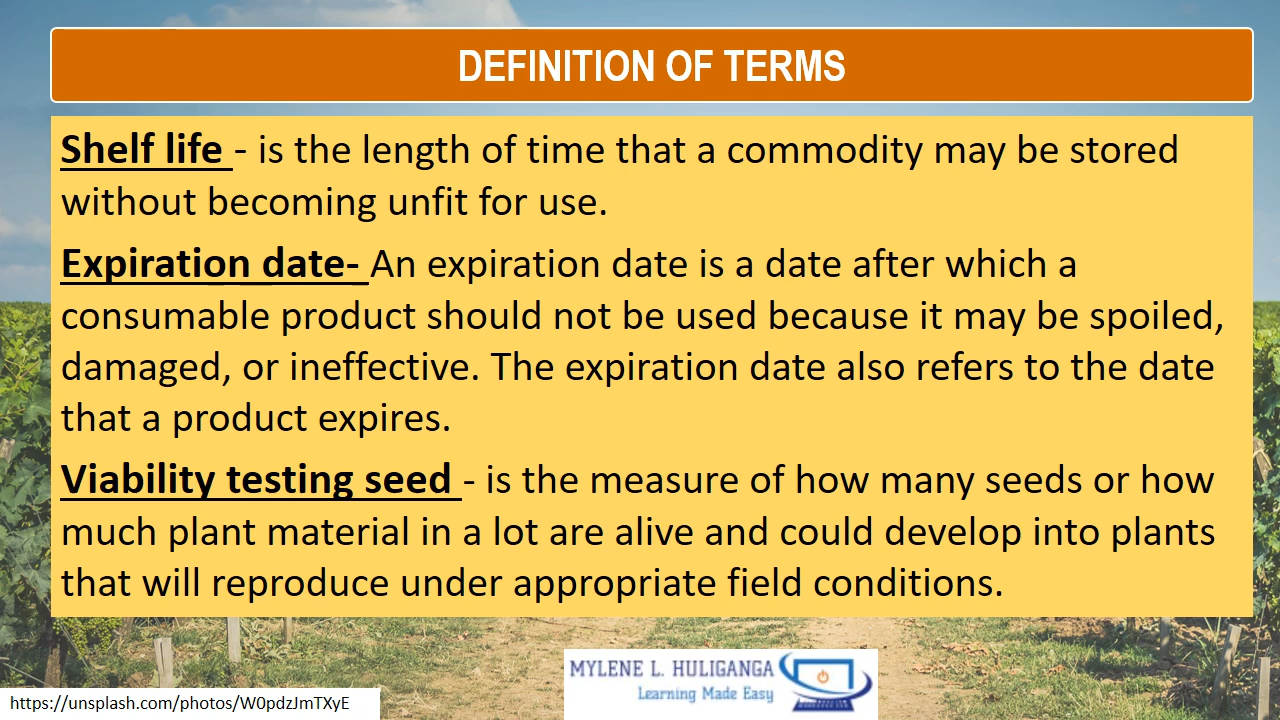 DEFINITION OF TERMS
Shelf life - is the length of time that a commodity may be stored
without becoming unfit for use.
Expiration date- An expiration date is a date after which a
consumable product should not be used because it may be spoiled,
damaged, or ineffective. The expiration date also refers to the date
that a product expires.
Viability testing seed - is the measure of how many seeds or how
much plant material in a lot are alive and could develop into plants
that will reproduce under appropriate field conditions.
MYLENE L. HULIGANGA
Learning Made Easy
https://unsplash.com/photos/W0pdzJmTXyE